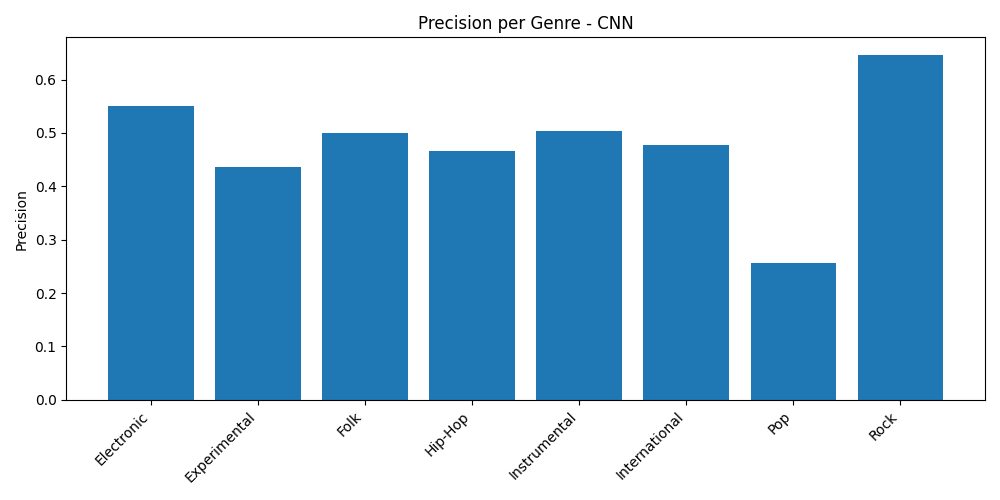 Precision per Genre - CNN
Precision
0.6
0.5
0.4
0.3
0.2
0.1
0.0
Electronic
Experimental
Folk
Hip-Hop
Instrumental
International
Pop
Rock